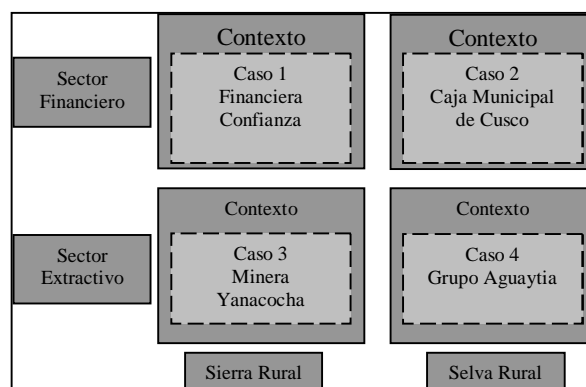 Contexto
Contexto
Sector
Financiero
Caso 1
Financiera
Confianza
Caso 2
Caja Municipal
de Cusco
Contexto
Contexto
Sector
Extractivo
Caso 3
Minera
Yanacocha
Caso 4
Grupo Aguaytia
Sierra Rural
Selva Rural